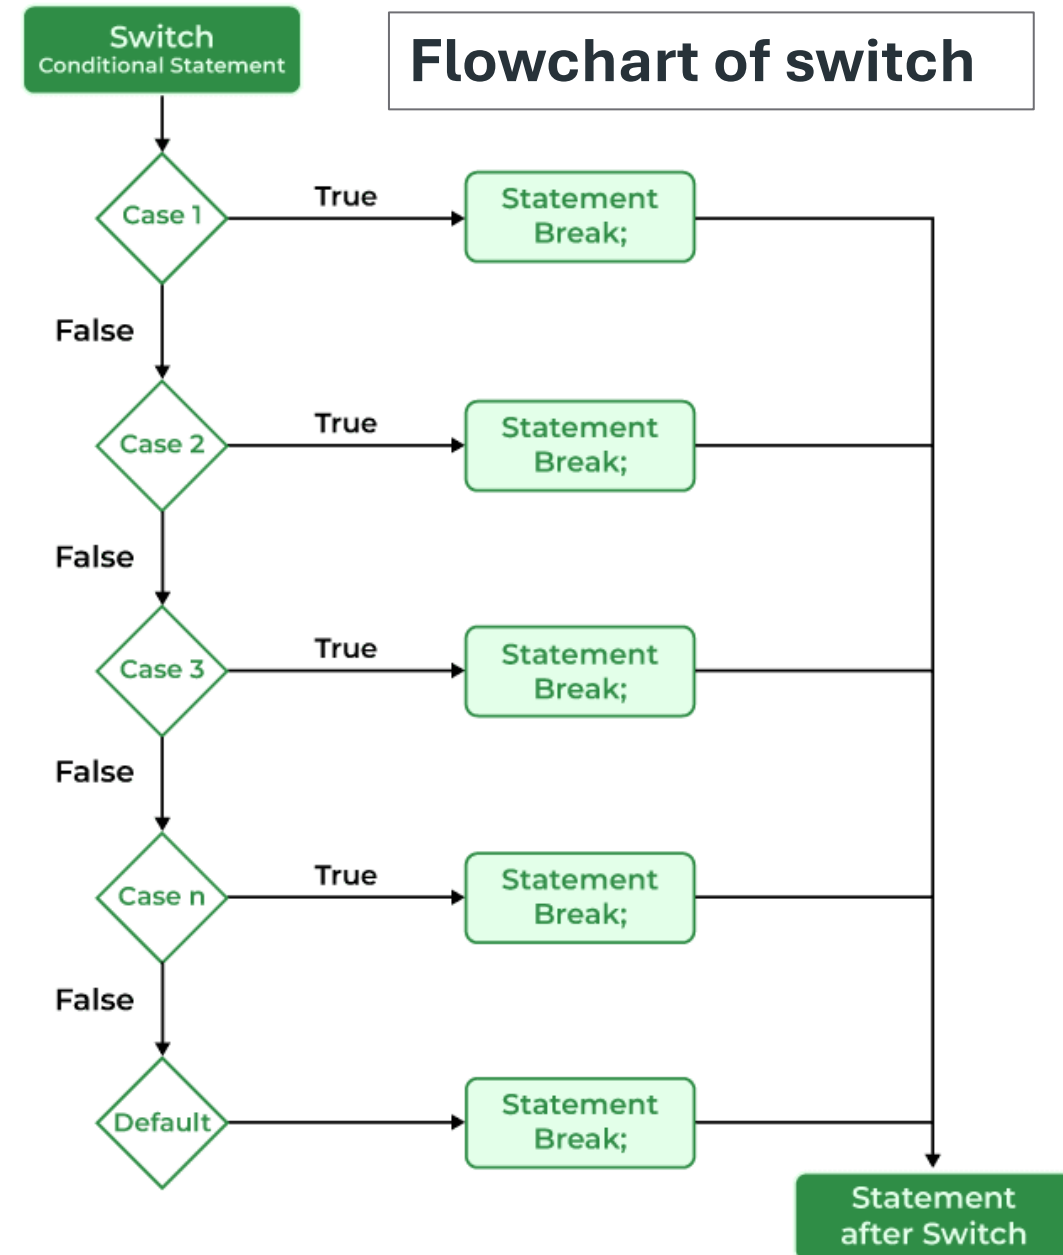 Switch
Conditional Statement
Flowchart of switch
Case 1
True
Statement
Break;
False
Case 2
True
Statement
Break;
False
Case 3
True
Statement
Break;
False
Case n
True
Statement
Break;
False
Default
Statement
Break;
Statement
after Switch